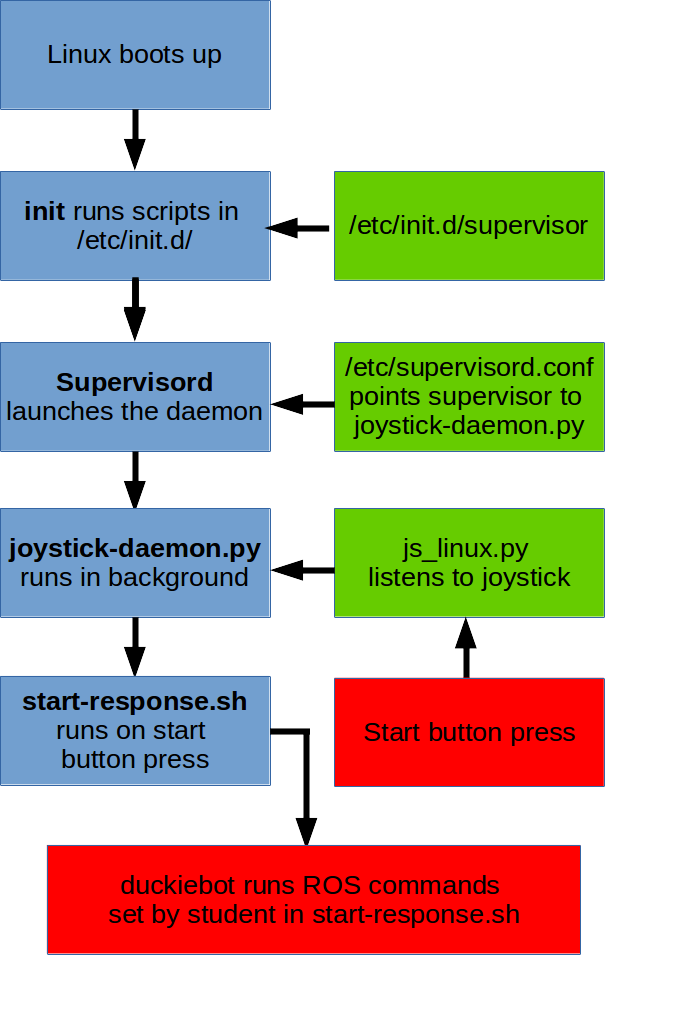 Linux boots up
init runs scripts in
/etc/init.d/
/etc/init.d/supervisor
Supervisord
launches the daemon
/etc/supervisord.conf
points supervisor to
joystick-daemon.py
joystick-daemon.py
runs in background
js_linux.py
listens to joystick
start-response.sh
runs on start
button press
Start button press
duckiebot runs ROS commands
set by student in start-response.sh